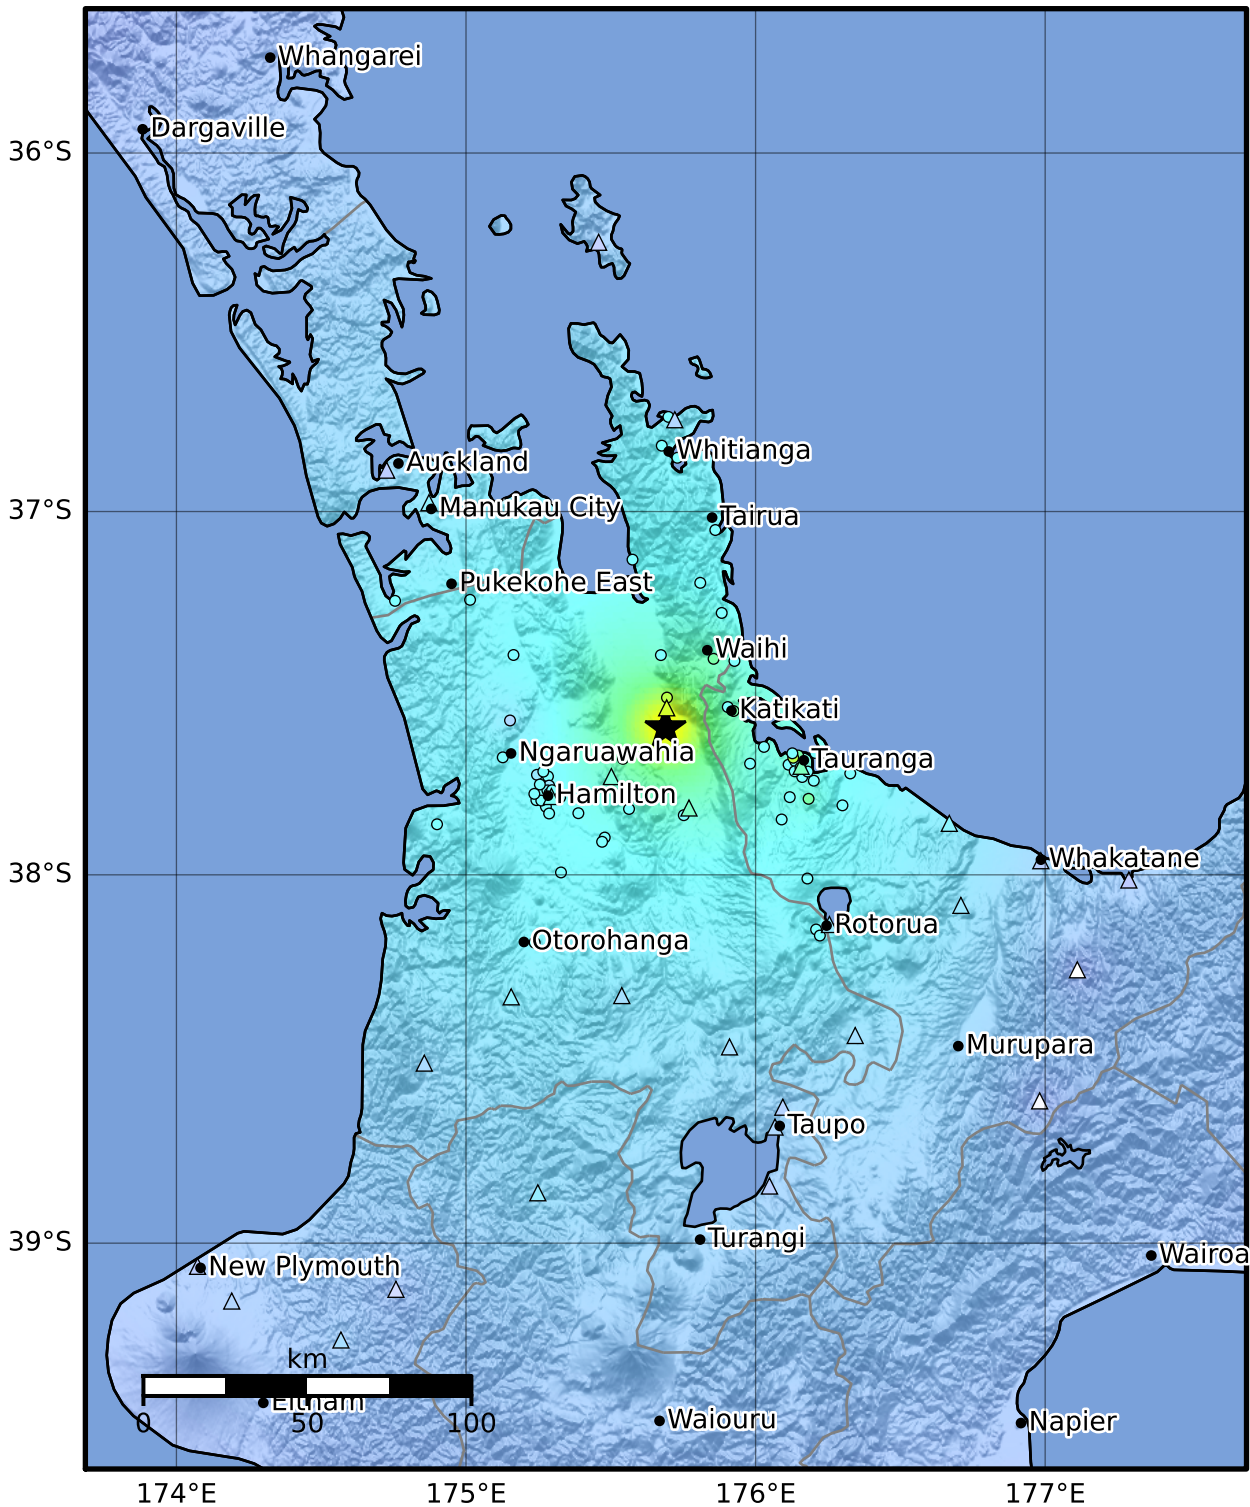 Whangarei
Dargaville
36°S
Whitianga
Auckland
Manukau City
37°S
Tairua
Pukekohe East
Waihi
Katikati
Ngaruawahia
Tauranga
Hamilton
Whakatane
38°S
Rotorua
Otorohanga
Murupara
Taupo
39°S
Turangi
Wairoa
New Plymouth
km
Eltham
0 50 100
Waiouru
Napier
174°E 175°E 176°E 177°E